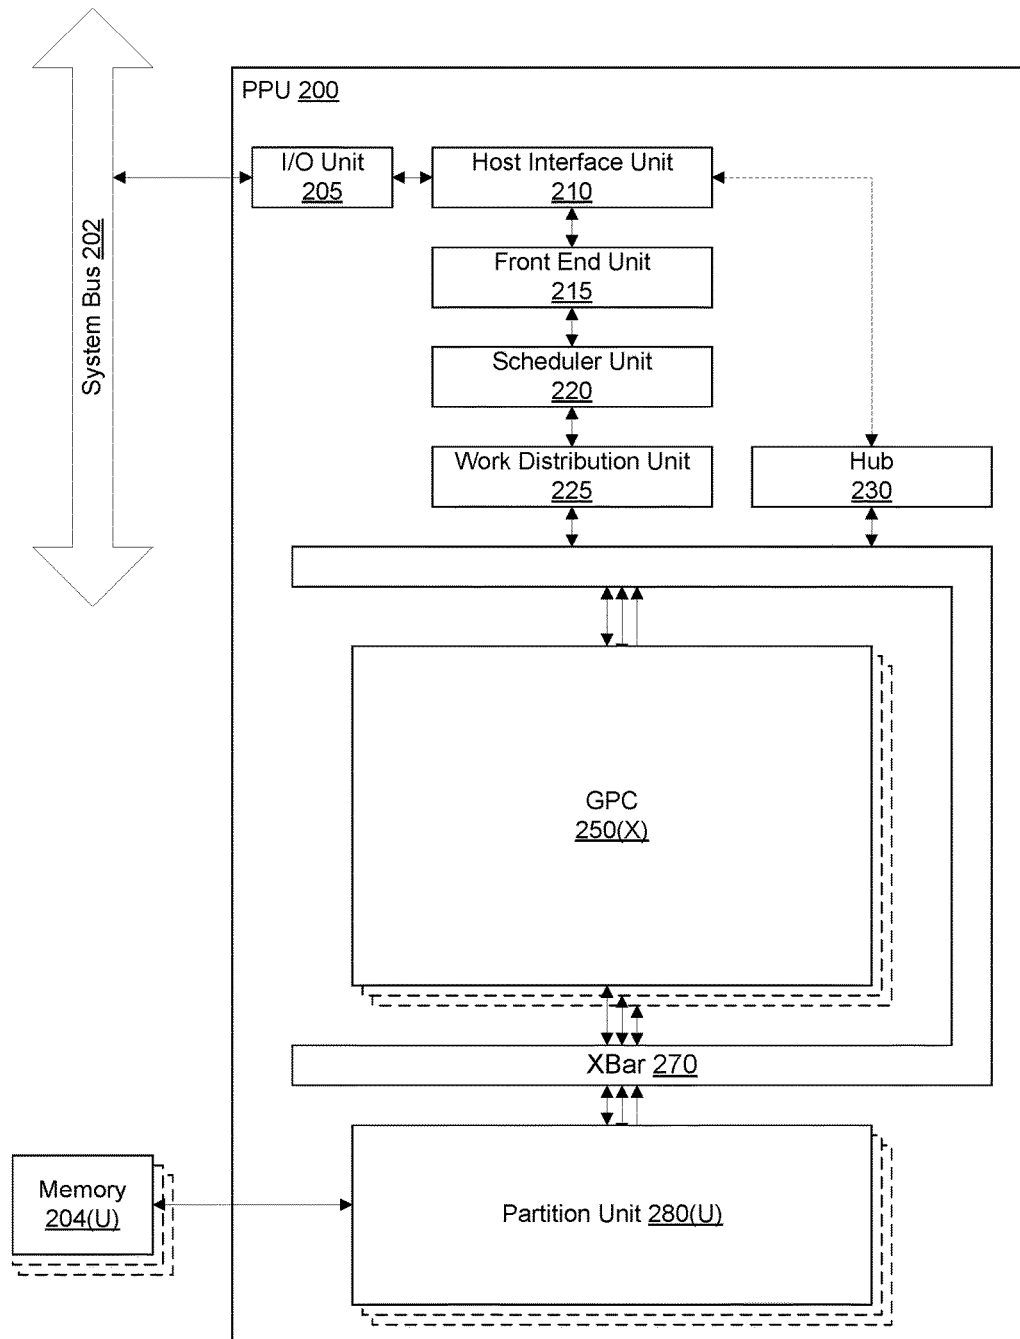 PPU 200
I/O Unit
205
Host Interface Unit
210
System Bus 202
Front End Unit
215
Scheduler Unit
220
Work Distribution Unit
225
Hub
230
GPC
250(X)
XBar 270
Memory
204(U)
Partition Unit 280(U)